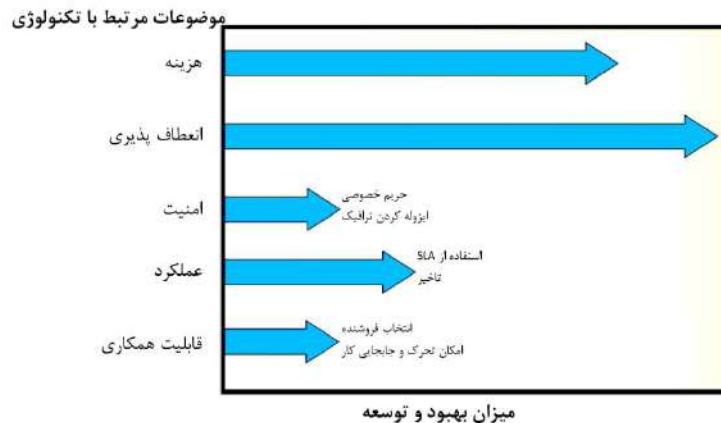 موضوعات مرتبط با تکنولوژی
هزینه
انعطاف پذیری
امنیت
حریم خصوصی
ایزوله کردن ترافیک
عملکرد
استفاده از SLA
تاخیر
قابلیت همکاری
انتخاب فروشنده
امکان تحرک و جابجایی کار
میزان بهبود و توسعه